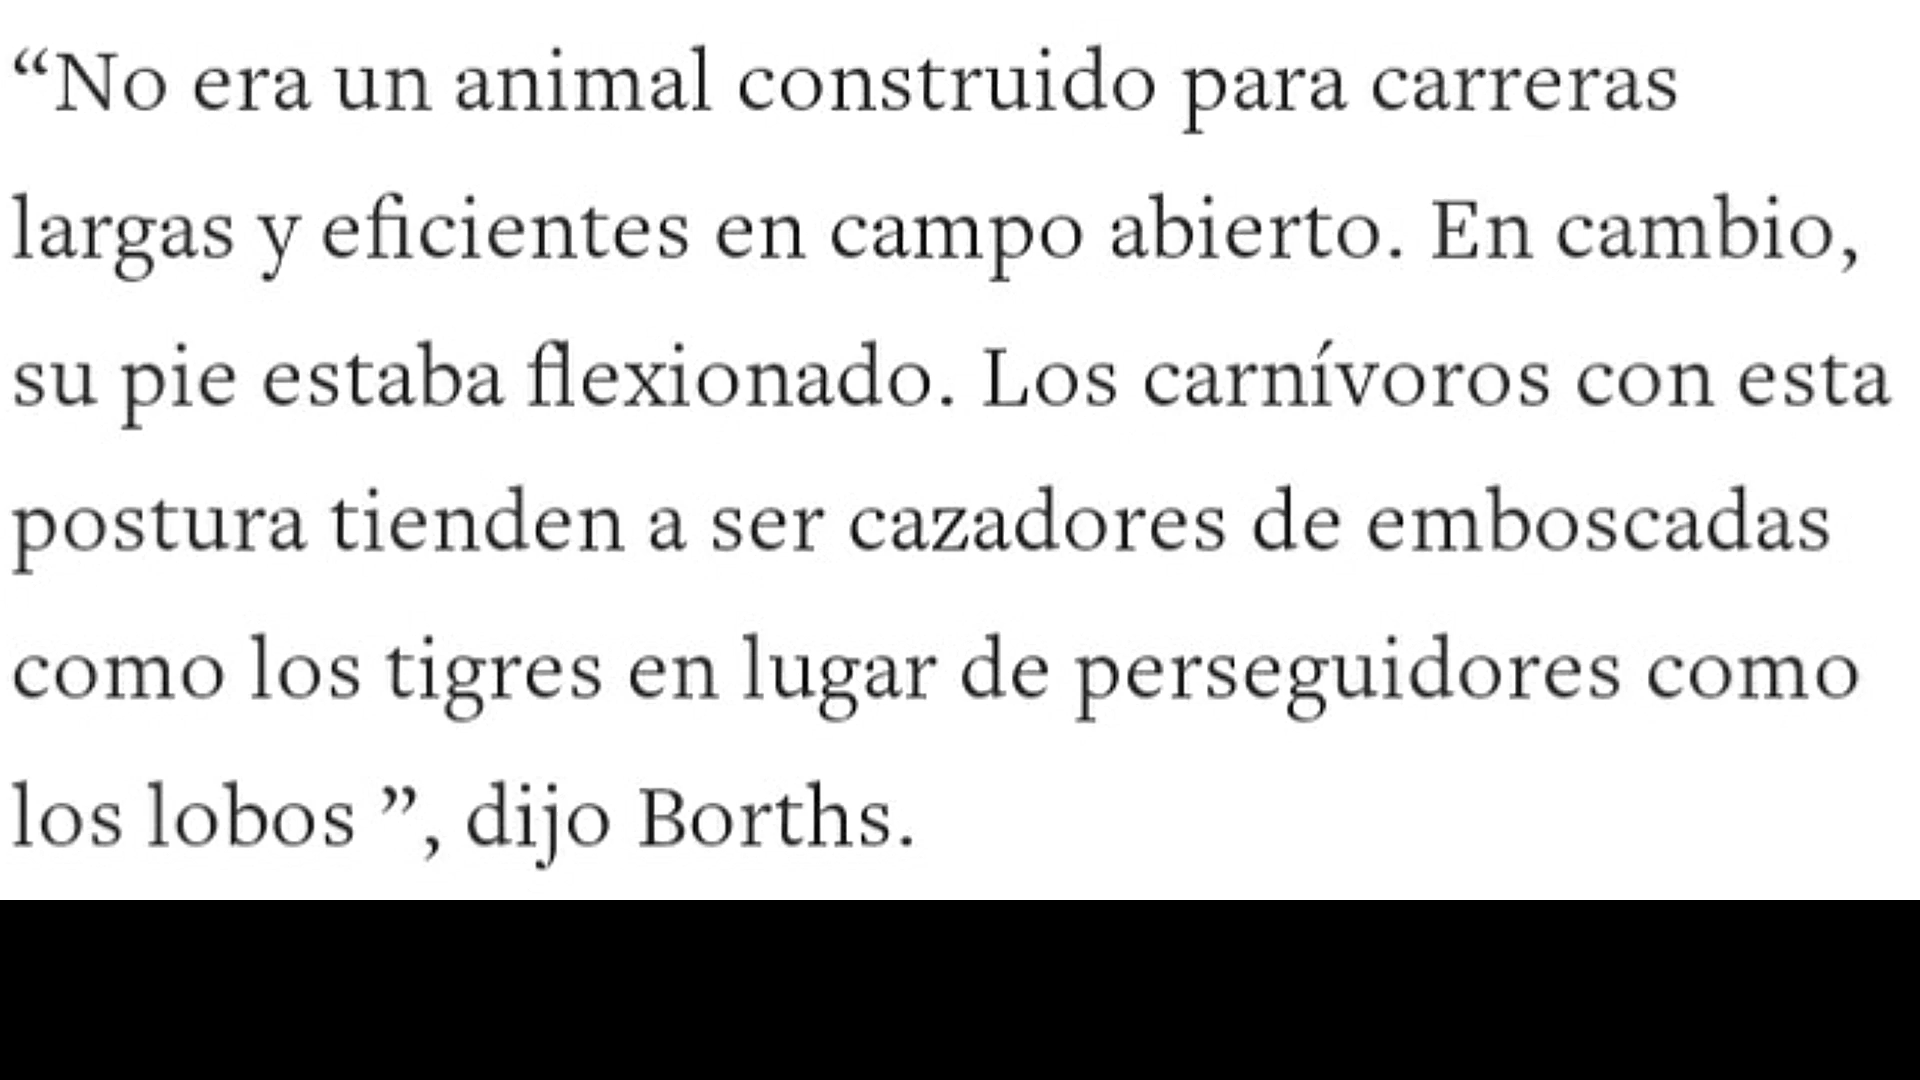 “No era un animal construido para carreras
largas y eficientes en campo abierto. En cambio,
su pie estaba flexionado. Los carnívoros con esta
postura tienden a ser cazadores de emboscadas
como los tigres en lugar de perseguidores como
los lobos ”, dijo Borths.